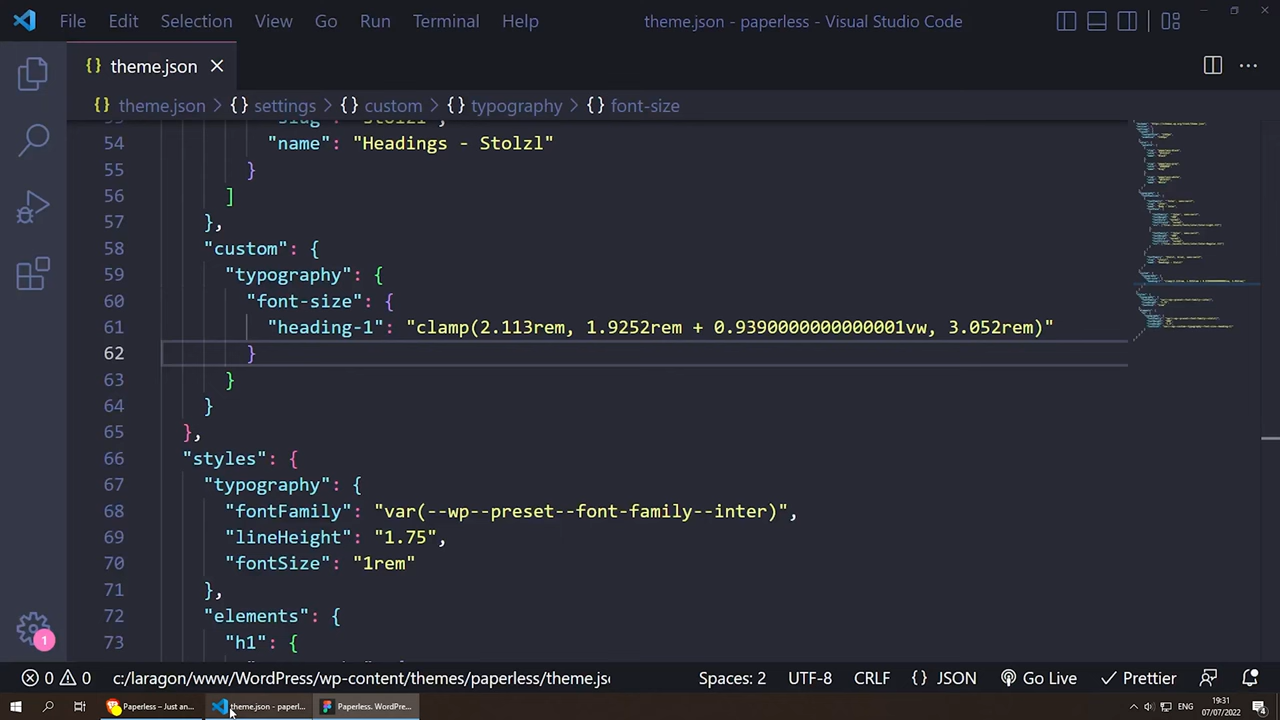 File Edit Selection View Go Run Terminal Help theme.json - paperless - Visual Studio Code
{} theme.json
{} theme.json > {} settings > {} custom > {} typography > {} font-size
54 "name": "Headings - Stolzl"
55 }
56 ]
57 },
58 "custom": {
59 "typography": {
60 "font-size": {
61 "heading-1": "clamp(2.113rem, 1.9252rem + 0.9390000000000001vw, 3.052rem)"
62 }
63 }
64 }
65 },
66 "styles": {
67 "typography": {
68 "fontFamily": "var(--wp--preset--font-family--inter)",
69 "lineHeight": "1.75",
70 "fontSize": "1rem"
71 },
72 "elements": {
73 "h1": {
1
0 0 c:/laragon/www/WordPress/wp-content/themes/paperless/theme.jso Spaces: 2 UTF-8 CRLF {} JSON Go Live Prettier
Paperless – Just an... theme.json - paperl... Paperless. WordPre... ENG 19:31
07/07/2022 4